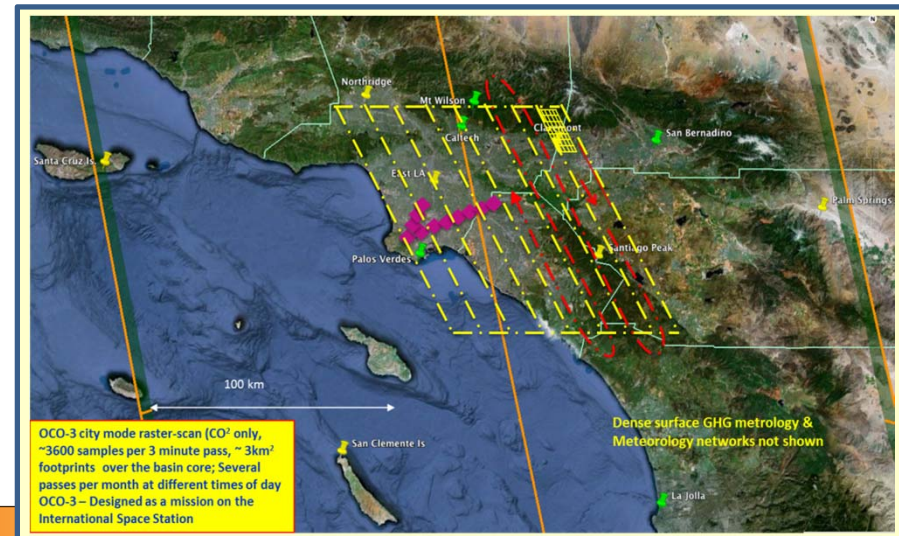 N
Northridge
Mt Wilson
Caltech
Claremont
San Bernadino
Santa Cruz Is.
East LA
Palm Springs
Santiago Peak
Palos Verdes
100 km
Dense surface GHG metrology &
Meteorology networks not shown
OCO-3 city mode raster-scan (CO² only,
~3600 samples per 3 minute pass, ~ 3km²
footprints over the basin core; Several
passes per month at different times of day
OCO-3 – Designed as a mission on the
International Space Station
San Clemente Is
La Jolla